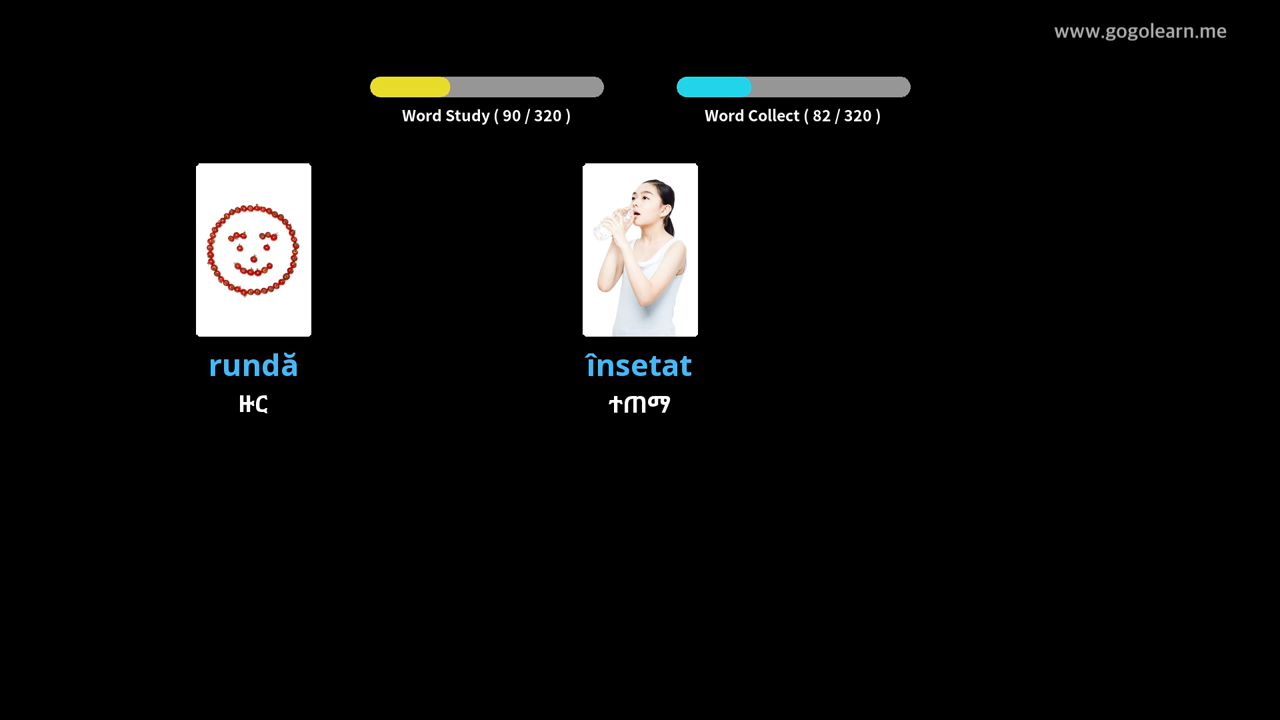 www.gogolearn.me
Word Study ( 90 / 320 )
Word Collect ( 82 / 320 )
rundă
ዙር
însetat
ተጠማ